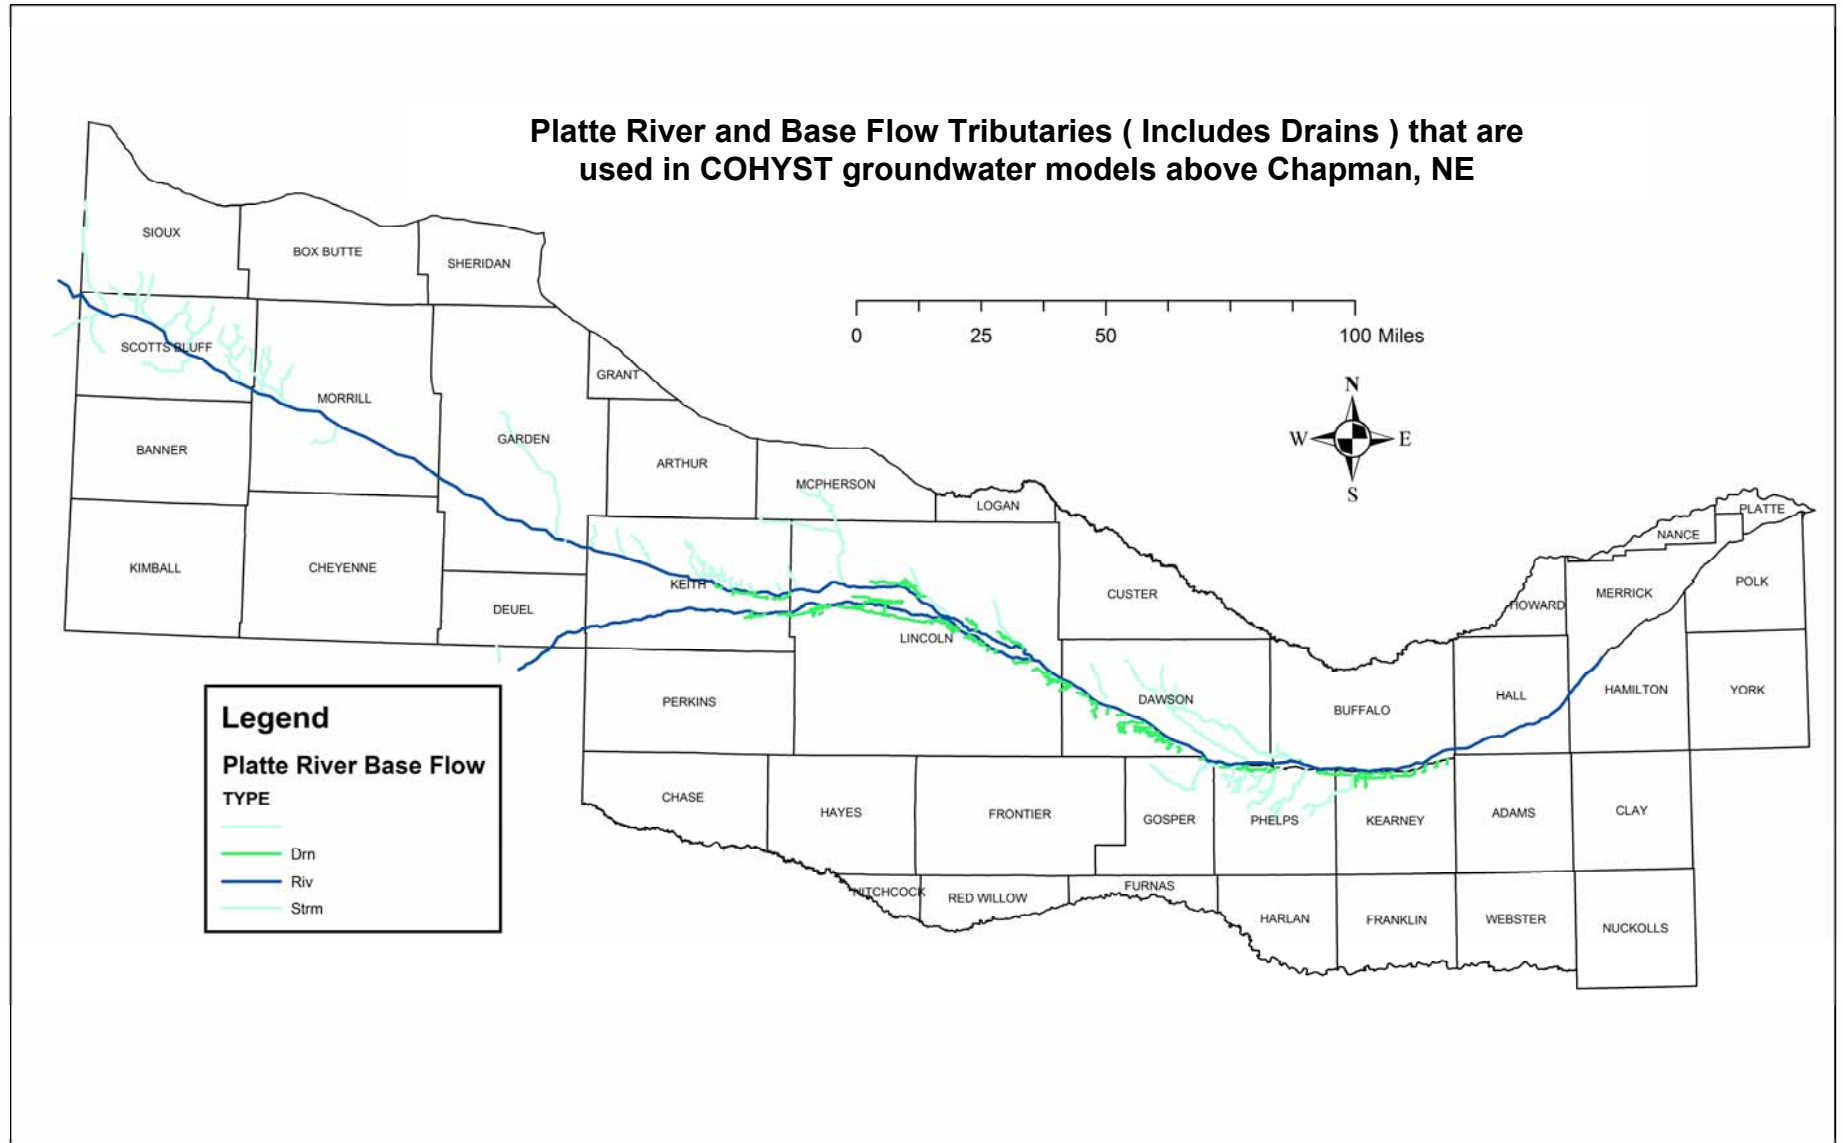 Platte River and Base Flow Tributaries ( Includes Drains ) that are
used in COHYST groundwater models above Chapman, NE
SIOUX
BOX BUTTE
SHERIDAN
0 25 50 100 Miles
SCOTTS BLUFF
GRANT
N
MORRILL
W E
GARDEN
BANNER
ARTHUR
MCPHERSON
S
LOGAN
PLATTE
NANCE
KIMBALL
CHEYENNE
KEITH
POLK
CUSTER
MERRICK
HOWARD
DEUEL
LINCOLN
PERKINS
DAWSON
BUFFALO
HALL
HAMILTON
YORK
Legend
Platte River Base Flow
TYPE
Drn
Riv
Strm
CHASE
HAYES
FRONTIER
GOSPER
PHELPS
KEARNEY
ADAMS
CLAY
HITCHCOCK
RED WILLOW
FURNAS
HARLAN
FRANKLIN
WEBSTER
NUCKOLLS